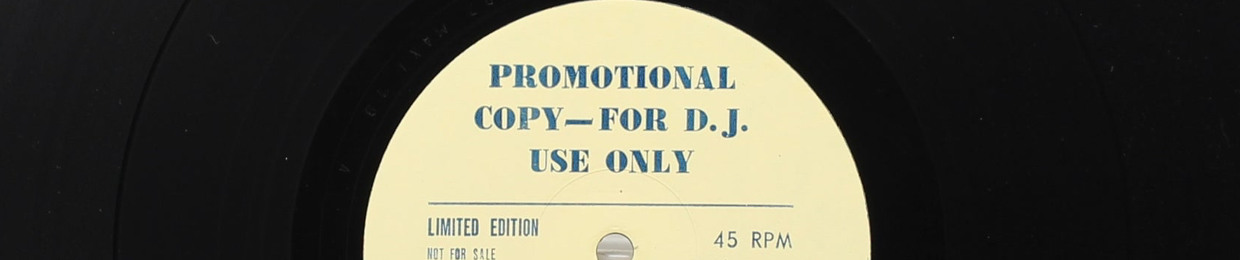 PROMOTIONAL
COPY—FOR D.J.
USE ONLY
LIMITED EDITION
45 RPM
NOT FOR SALE